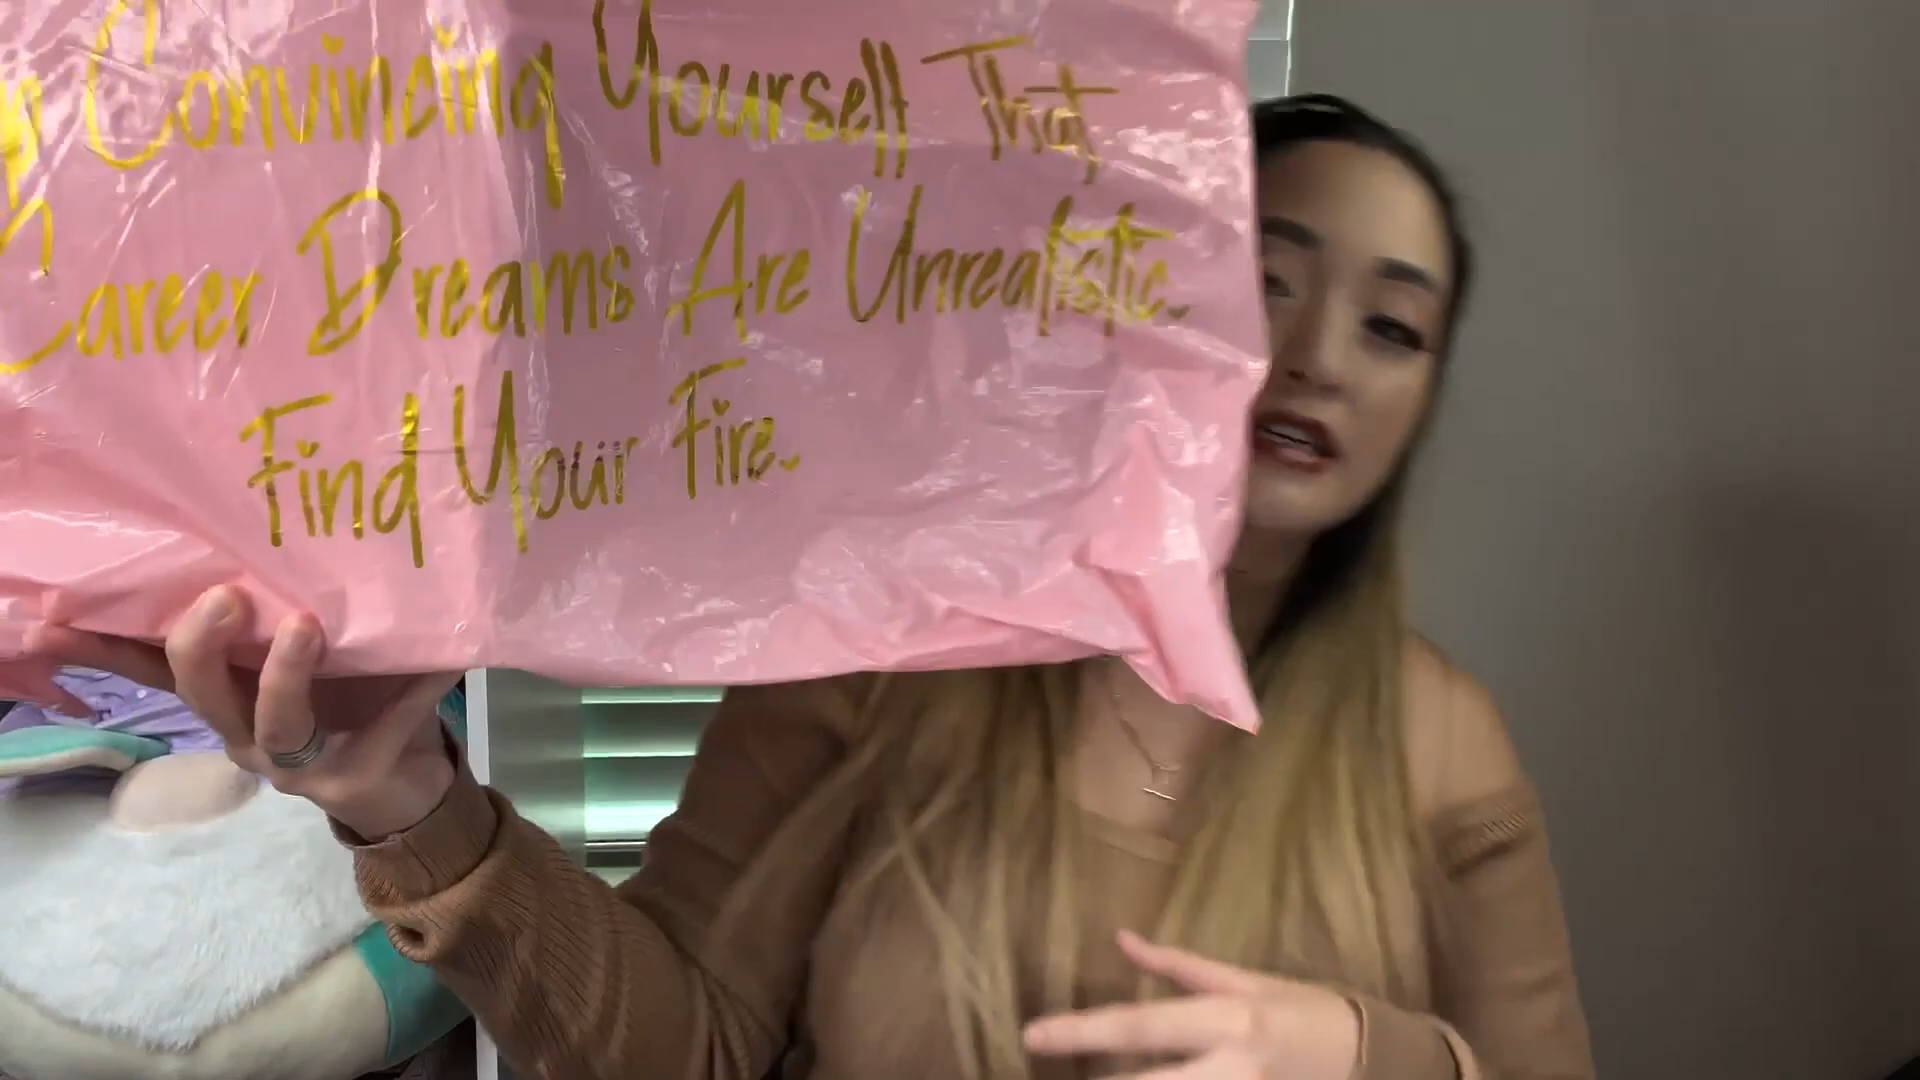 Convincing Yourself That
Career Dreams Are Unrealistic.
Find Your Fire.